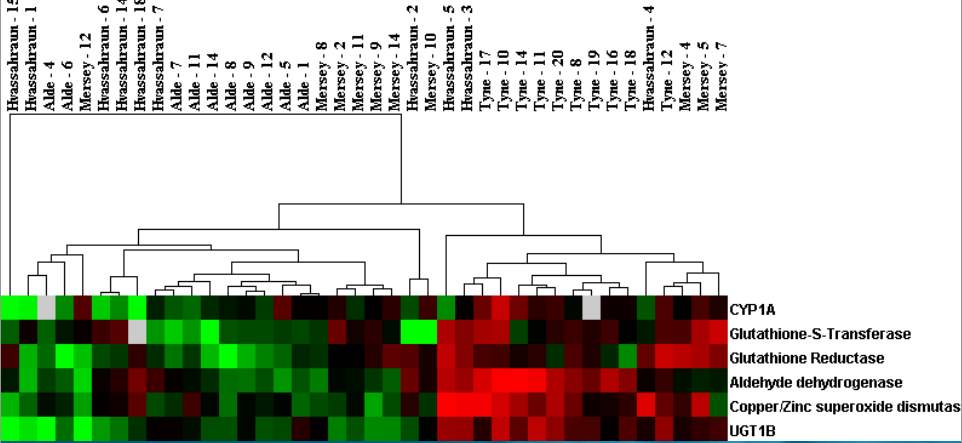 Hvassahraun - 15
Hvassahraun - 1
Alde - 4
Alde - 6
Mersey - 12
Hvassahraun - 6
Hvassahraun - 14
Hvassahraun - 18
Hvassahraun - 7
Alde - 7
Alde - 11
Alde - 14
Alde - 8
Alde - 9
Alde - 12
Alde - 5
Alde - 1
Mersey - 8
Mersey - 2
Mersey - 11
Mersey - 9
Mersey - 14
Hvassahraun - 2
Mersey - 10
Hvassahraun - 5
Hvassahraun - 3
Tyne - 17
Tyne - 10
Tyne - 14
Tyne - 11
Tyne - 20
Tyne - 8
Tyne - 19
Tyne - 16
Tyne - 18
Hvassahraun - 4
Tyne - 12
Mersey - 4
Mersey - 5
Mersey - 7
CYP1A
Glutathione-S-Transferase
Glutathione Reductase
Aldehyde dehydrogenase
Copper/Zinc superoxide dismutas
UGT1B